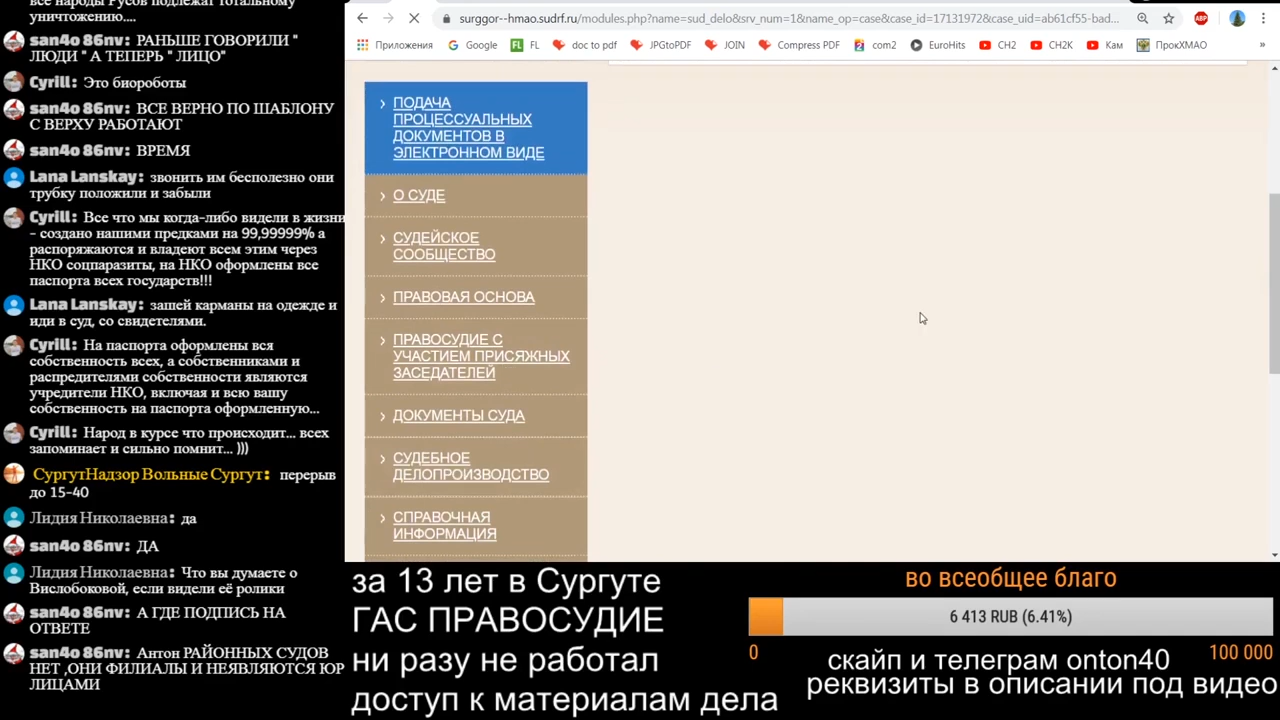 все народы Русов подлежат тотальному
уничтожению....
san4o 86nv: РАНЬШЕ ГОВОРИЛИ "
ЛЮДИ " А ТЕПЕРЬ " ЛИЦО"
Cyrill: Это биороботы
san4o 86nv: ВСЕ ВЕРНО ПО ШАБЛОНУ
С ВЕРХУ РАБОТАЮТ
san4o 86nv: ВРЕМЯ
Lana Lanskay: звонить им бесполезно они
трубку положили и забыли
Cyrill: Все что мы когда-либо видели в жизни
- создано нашими предками на 99,99999% а
распоряжаются и владеют всем этим через
НКО соцпаразиты, на НКО оформлены все
паспорта всех государств!!!
Lana Lanskay: зашей карманы на одежде и
иди в суд, со свидетелями.
Cyrill: На паспорта оформлены вся
собственность всех, а собственниками и
распредителями собственности являются
учредители НКО, включая и всю вашу
собственность на паспорта оформленную...
Cyrill: Народ в курсе что происходит... всех
запоминает и сильно помнит... )))
СургутНадзор Вольные Сургут: перерыв
до 15-40
Лидия Николаевна: да
san4o 86nv: ДА
Лидия Николаевна: Что вы думаете о
Вислобоковой, если видели её ролики
san4o 86nv: А ГДЕ ПОДПИСЬ НА
ОТВЕТЕ
san4o 86nv: Антон РАЙОННЫХ СУДОВ
НЕТ ,ОНИ ФИЛИАЛЫ И НЕЯВЛЯЮТСЯ ЮР
ЛИЦАМИ
surggor--hmao.sudrf.ru/modules.php?name=sud_delo&srv_num=1&name_op=case&case_id=17131972&case_uid=ab61cf55-bad...
ABP
Приложения Google FL FL doc to pdf JPGtoPDF JOIN Compress PDF com2 EuroHits CH2 CH2K Кам ПрокХМАО »
ПОДАЧА
ПРОЦЕССУАЛЬНЫХ
ДОКУМЕНТОВ В
ЭЛЕКТРОННОМ ВИДЕ
О СУДЕ
СУДЕЙСКОЕ
СООБЩЕСТВО
ПРАВОВАЯ ОСНОВА
ПРАВОСУДИЕ С
УЧАСТИЕМ ПРИСЯЖНЫХ
ЗАСЕДАТЕЛЕЙ
ДОКУМЕНТЫ СУДА
СУДЕБНОЕ
ДЕЛОПРОИЗВОДСТВО
СПРАВОЧНАЯ
ИНФОРМАЦИЯ
за 13 лет в Сургуте
ГАС ПРАВОСУДИЕ
ни разу не работал
доступ к материалам дела
во всеобщее благо
6 413 RUB (6.41%)
0 100 000
скайп и телеграм onton40
реквизиты в описании под видео